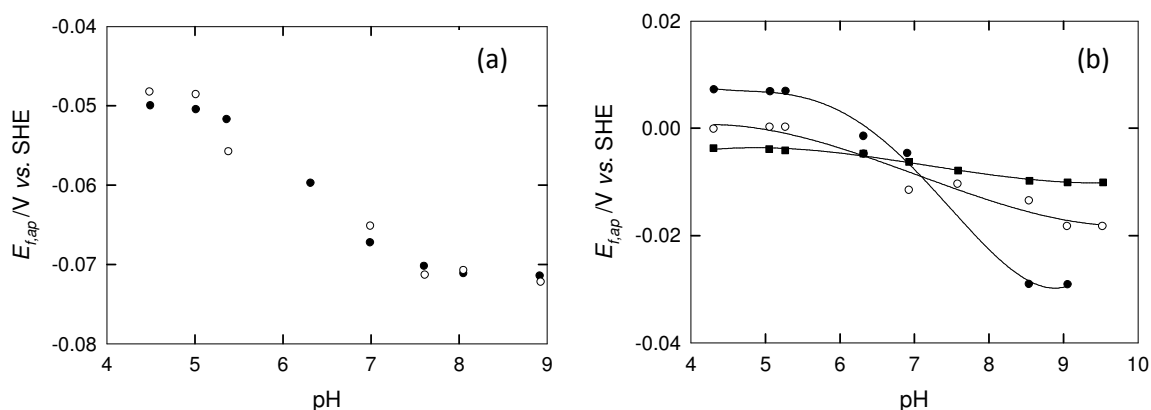 -0.04
-0.05
-0.06
-0.07
-0.08
E_{f,ap} /V vs. SHE
(a)
4 5 6 7 8 9
pH
0.02
0.00
-0.02
-0.04
E_{f,ap} /V vs. SHE
(b)
4 5 6 7 8 9 10
pH